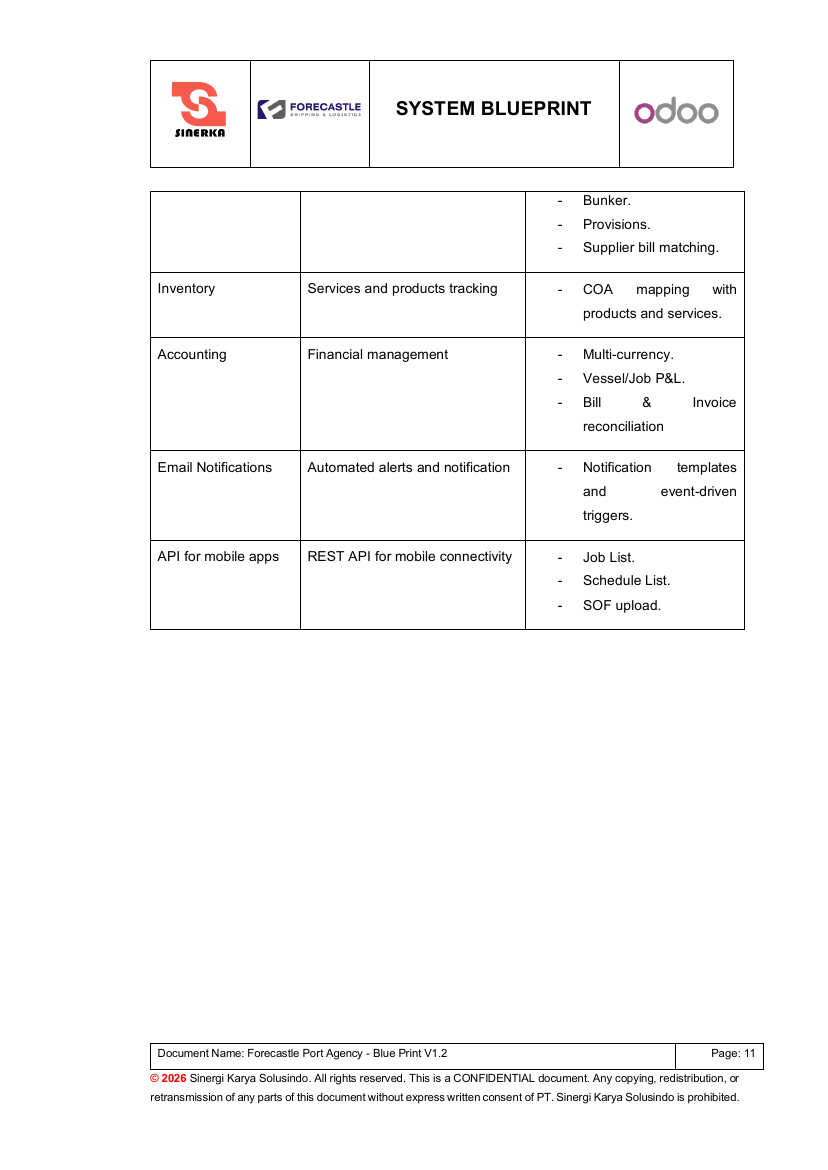 SINERKA
FORECASTLE
SHIPPING & LOGISTICS
SYSTEM BLUEPRINT
odoo
- Bunker.
- Provisions.
- Supplier bill matching.
Inventory
Services and products tracking
- COA mapping with
products and services.
Accounting
Financial management
- Multi-currency.
- Vessel/Job P&L.
- Bill & Invoice
reconciliation
Email Notifications
Automated alerts and notification
- Notification templates
and event-driven
triggers.
API for mobile apps
REST API for mobile connectivity
- Job List.
- Schedule List.
- SOF upload.
Document Name: Forecastle Port Agency - Blue Print V1.2
Page: 11
© 2026 Sinergi Karya Solusindo. All rights reserved. This is a CONFIDENTIAL document. Any copying, redistribution, or
retransmission of any parts of this document without express written consent of PT. Sinergi Karya Solusindo is prohibited.